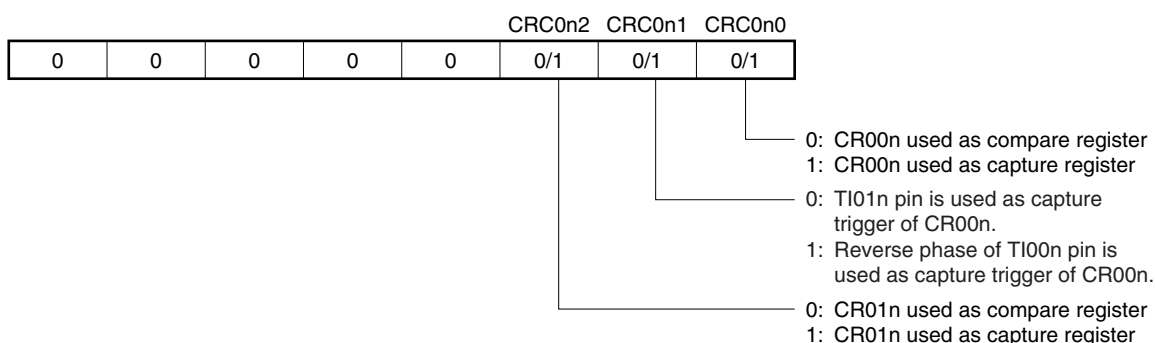 CRC0n2 CRC0n1 CRC0n0
0 0 0 0 0 0/1 0/1 0/1
0: CR00n used as compare register
1: CR00n used as capture register
0: TI01n pin is used as capture
trigger of CR00n.
1: Reverse phase of TI00n pin is
used as capture trigger of CR00n.
0: CR01n used as compare register
1: CR01n used as capture register